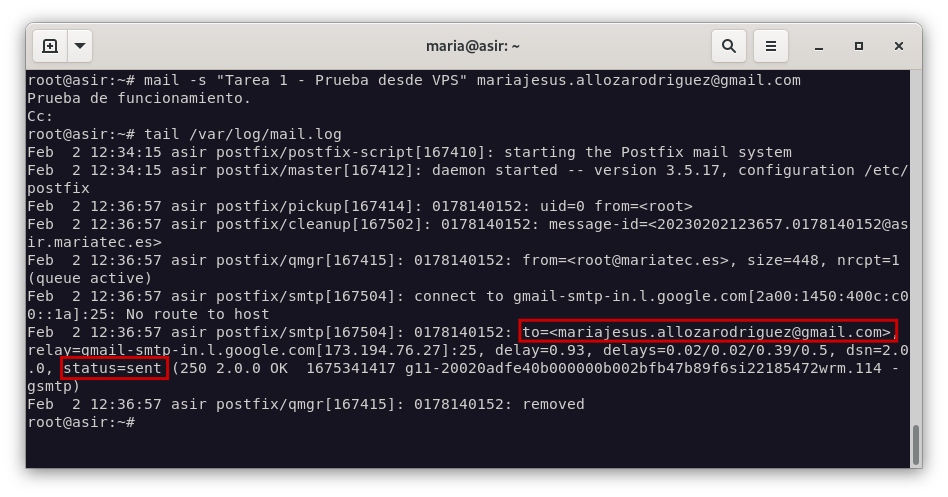 maria@asir: ~
root@asir:~# mail -s "Tarea 1 - Prueba desde VPS" mariajesus.allozarodriguez@gmail.com
Prueba de funcionamiento.
Cc:
root@asir:~# tail /var/log/mail.log
Feb  2 12:34:15 asir postfix/postfix-script[167410]: starting the Postfix mail system
Feb  2 12:34:15 asir postfix/master[167412]: daemon started -- version 3.5.17, configuration /etc/
postfix
Feb  2 12:36:57 asir postfix/pickup[167414]: 0178140152: uid=0 from=<root>
Feb  2 12:36:57 asir postfix/cleanup[167502]: 0178140152: message-id=<20230202123657.0178140152@as
ir.mariatec.es>
Feb  2 12:36:57 asir postfix/qmgr[167415]: 0178140152: from=<root@mariatec.es>, size=448, nrcpt=1
(queue active)
Feb  2 12:36:57 asir postfix/smtp[167504]: connect to gmail-smtp-in.l.google.com[2a00:1450:400c:c0
0::1a]:25: No route to host
Feb  2 12:36:57 asir postfix/smtp[167504]: 0178140152: to=<mariajesus.allozarodriguez@gmail.com>,
relay=gmail-smtp-in.l.google.com[173.194.76.27]:25, delay=0.93, delays=0.02/0.02/0.39/0.5, dsn=2.0
.0, status=sent (250 2.0.0 OK  1675341417 g11-20020adfe40b000000b002bfb47b89f6si22185472wrm.114 -
gsmtp)
Feb  2 12:36:57 asir postfix/qmgr[167415]: 0178140152: removed
root@asir:~#